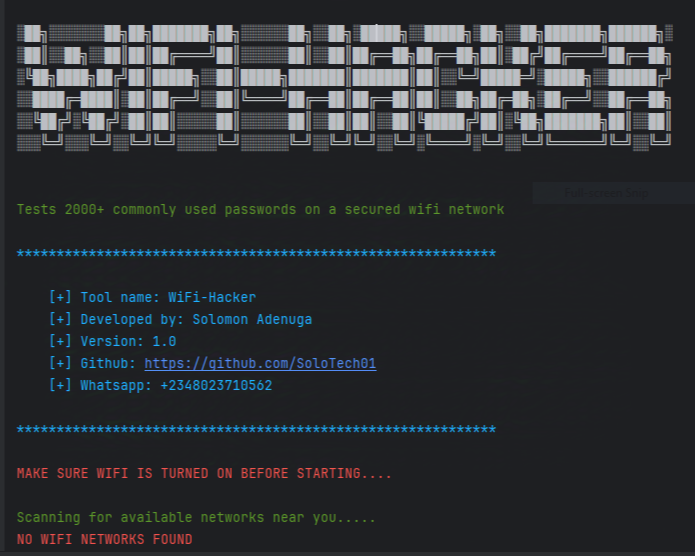 WIFI-HACKER
Tests 2000+ commonly used passwords on a secured wifi network
************************************************************
[+] Tool name: WiFi-Hacker
[+] Developed by: Solomon Adenuga
[+] Version: 1.0
[+] Github: https://github.com/SoloTech01
[+] Whatsapp: +2348023710562
************************************************************
MAKE SURE WIFI IS TURNED ON BEFORE STARTING....
Scanning for available networks near you.....
NO WIFI NETWORKS FOUND